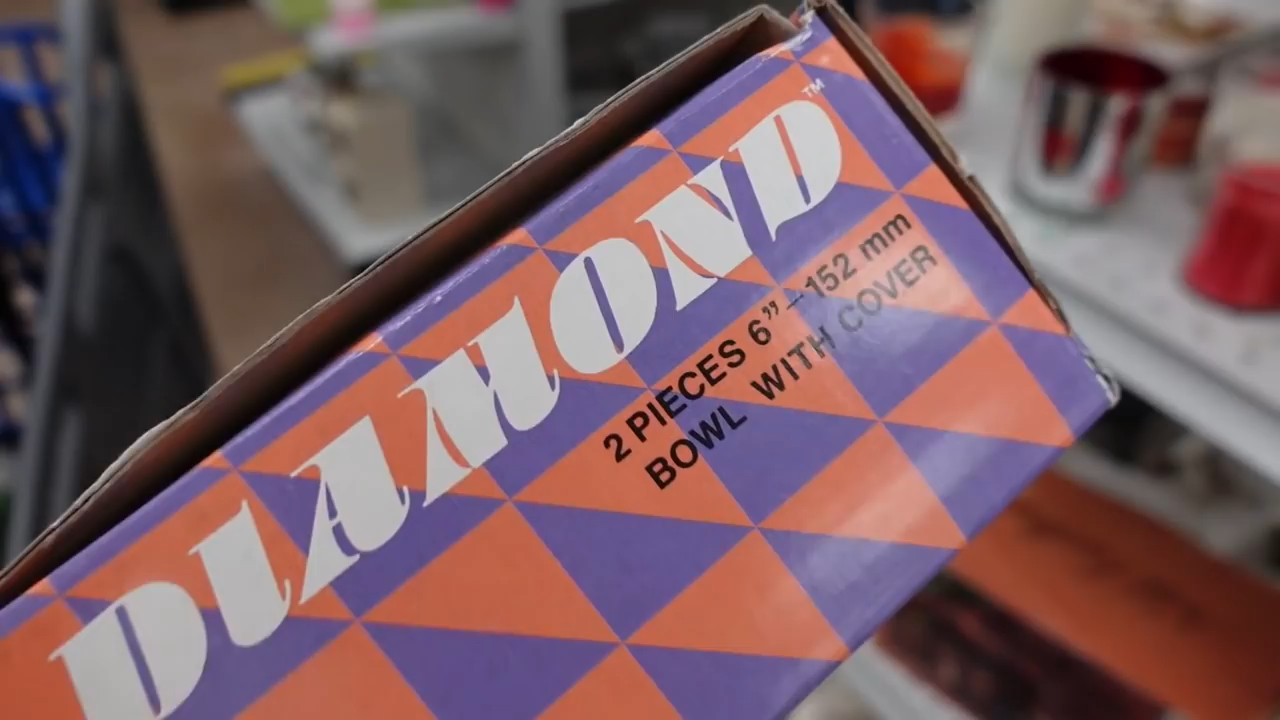 DIAMOND™
2 PIECES 6” – 152 mm
BOWL WITH COVER